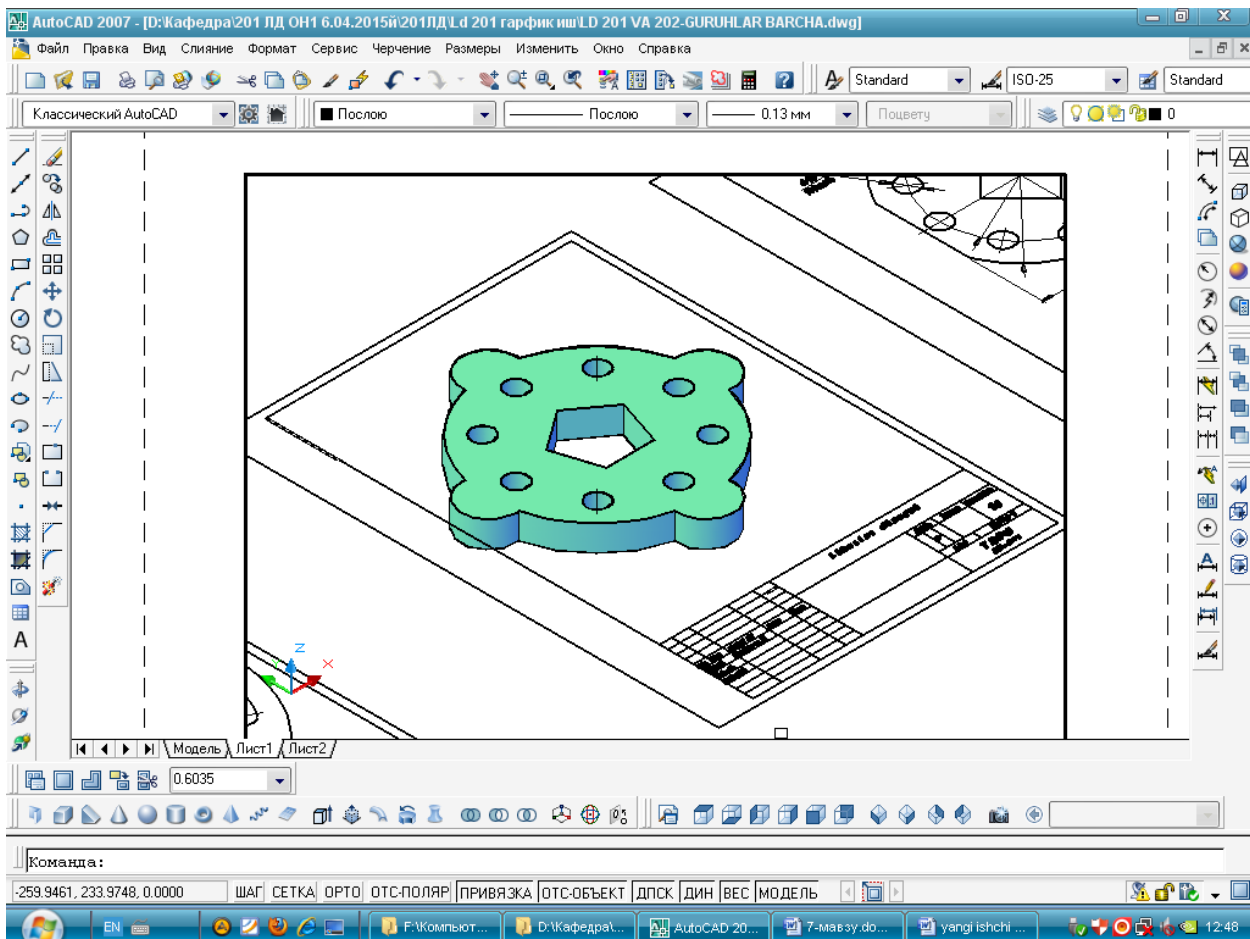 AutoCAD 2007 - [D:\Кафедра\201 ЛД ОН1 6.04.2015й\201ЛД\Ld 201 гарфик иш\LD 201 VA 202-GURUHLAR BARCHA.dwg]
Файл Правка Вид Слияние Формат Сервис Черчение Размеры Изменить Окно Справка
Standard ISO-25 Standard
Классический AutoCAD Послою Послою 0.13 мм Поцвету 0
Z
X
Модель Лист1 Лист2
0.6035
Команда:
-259.9461, 233.9748, 0.0000 ШАГ СЕТКА ОРТО ОТС-ПОЛЯР ПРИВЯЗКА ОТС-ОБЪЕКТ ДПСК ДИН ВЕС МОДЕЛЬ
EN F:\Компьют... D:\Кафедра\... AutoCAD 20... 7-мавзу.do... yangi ishchi ... 12:48